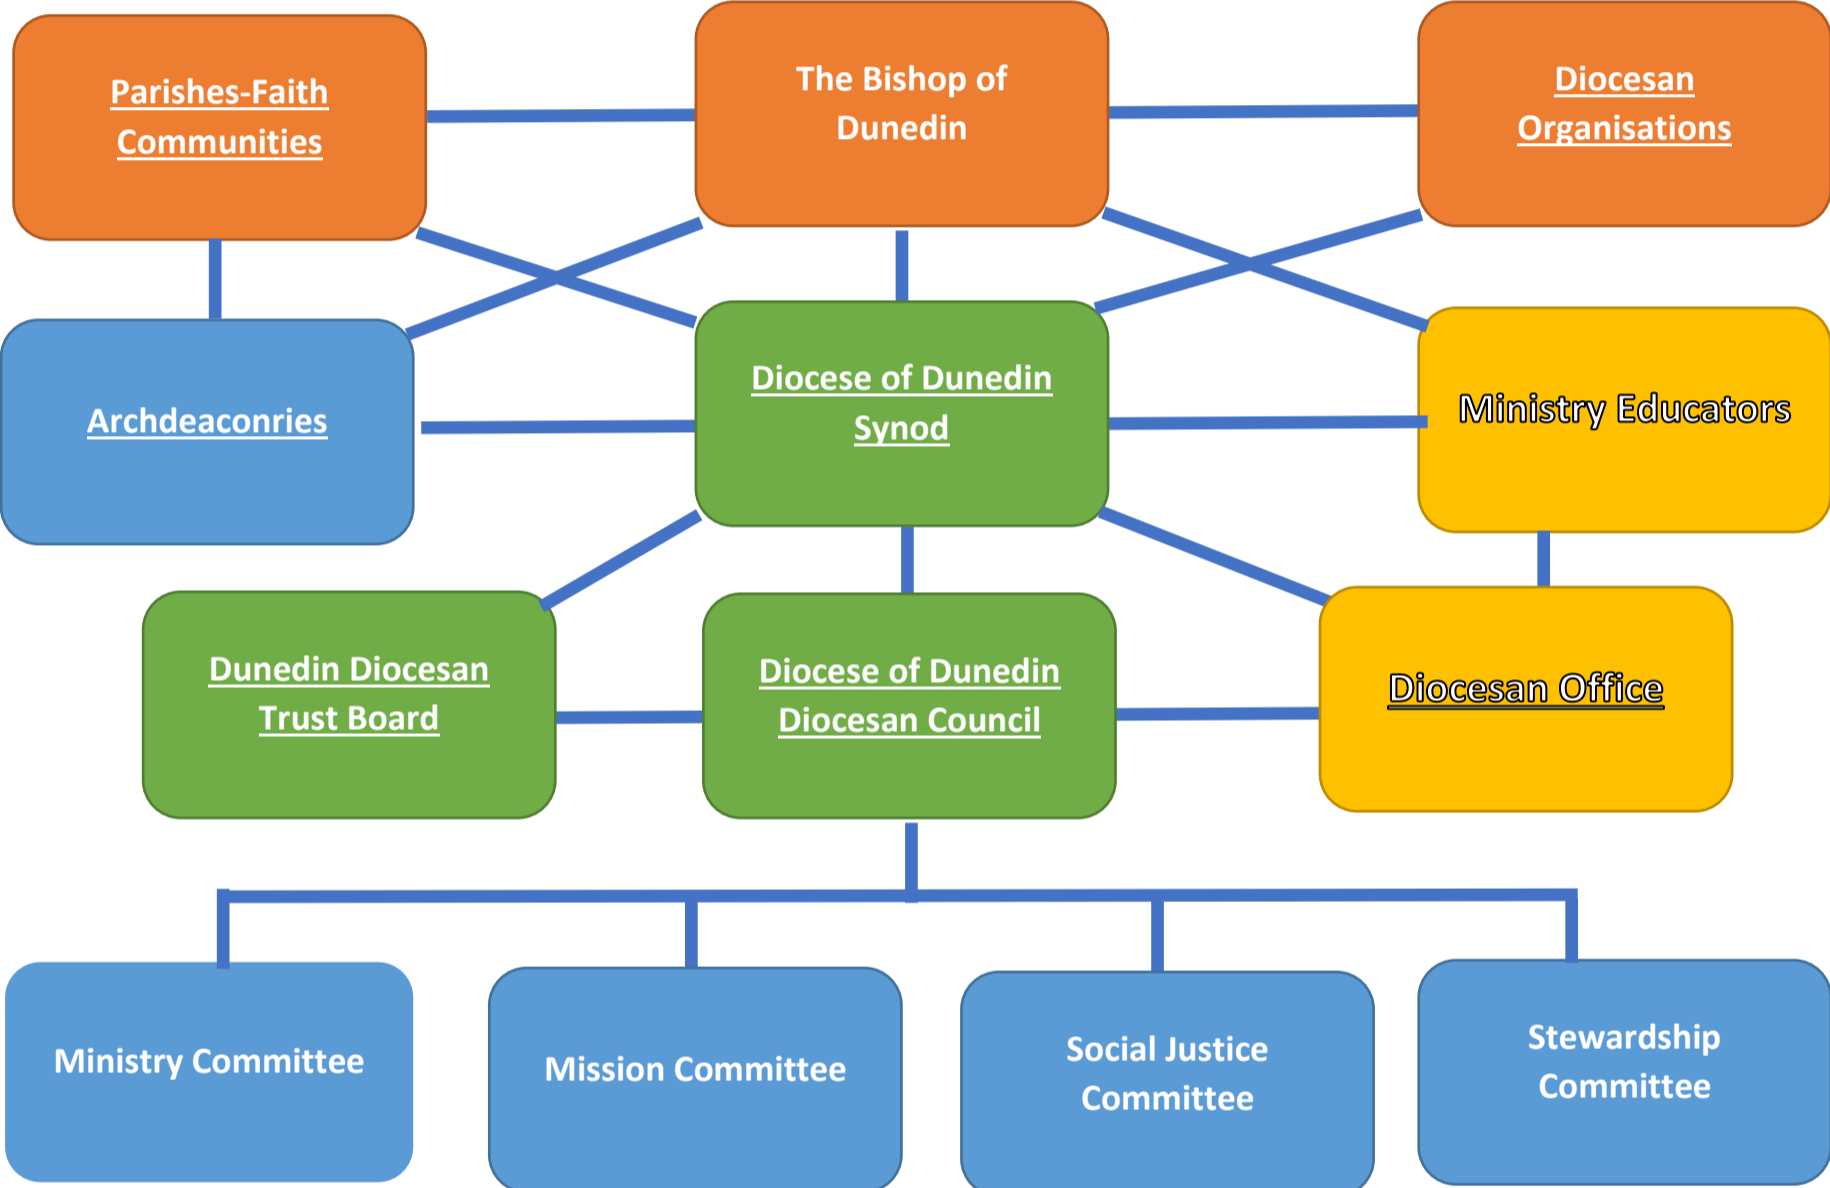 Parishes-Faith
Communities
The Bishop of
Dunedin
Diocesan
Organisations
Archdeaconries
Diocese of Dunedin
Synod
Ministry Educators
Dunedin Diocesan
Trust Board
Diocese of Dunedin
Diocesan Council
Diocesan Office
Ministry Committee
Mission Committee
Social Justice
Committee
Stewardship
Committee